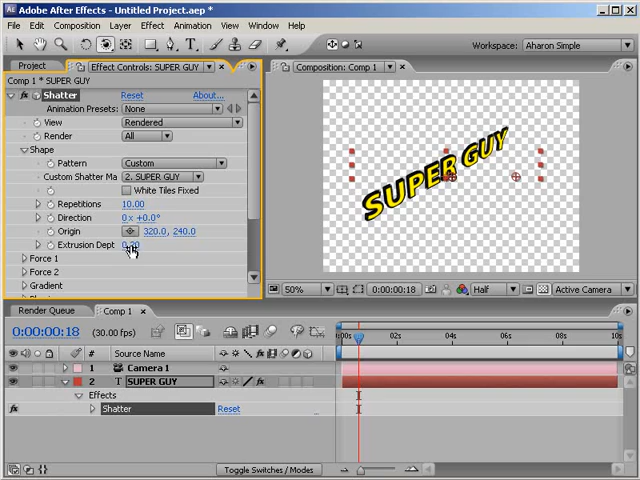 Adobe After Effects - Untitled Project.aep *
File Edit Composition Layer Effect Animation View Window Help
Workspace: Aharon Simple
Project Effect Controls: SUPER GUY
Composition: Comp 1
Comp 1 * SUPER GUY
fx Shatter Reset About...
Animation Presets: None
View Rendered
Render All
Shape
Pattern Custom
Custom Shatter Ma 2. SUPER GUY
White Tiles Fixed
Repetitions 10.00
Direction 0x +0.0°
Origin 320.0, 240.0
Extrusion Dept
Force 1
Force 2
Gradient
SUPER GUY
50% 0:00:00:18 Half Active Camera
Render Queue Comp 1
0:00:00:18 (30.00 fps)
02s 04s 06s 08s 10s
# Source Name
1 Camera 1
2 T SUPER GUY
Effects
fx Shatter Reset
Toggle Switches / Modes